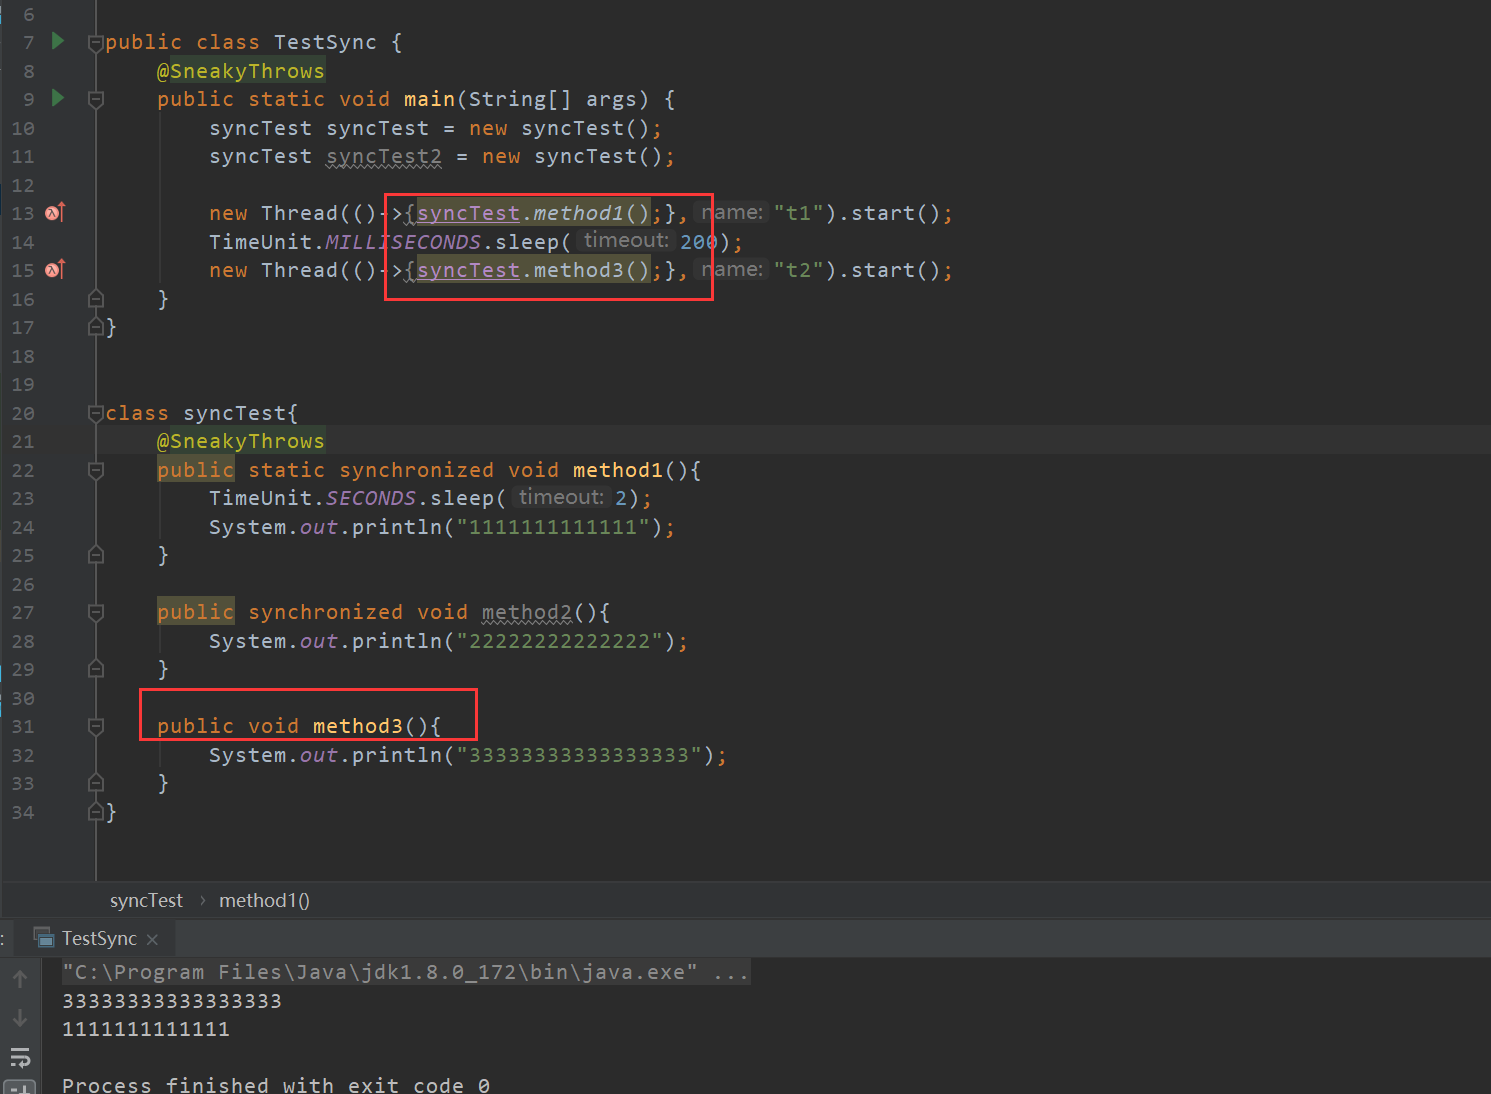 6
7 public class TestSync {
8 @SneakyThrows
9 public static void main(String[] args) {
10 syncTest syncTest = new syncTest();
11 syncTest syncTest2 = new syncTest();
12
13 new Thread(()->{syncTest.method1();}, name: "t1").start();
14 TimeUnit.MILLISECONDS.sleep( timeout: 200);
15 new Thread(()->{syncTest.method3();}, name: "t2").start();
16 }
17 }
18
19
20 class syncTest{
21 @SneakyThrows
22 public static synchronized void method1(){
23 TimeUnit.SECONDS.sleep( timeout: 2);
24 System.out.println("1111111111111");
25 }
26
27 public synchronized void method2(){
28 System.out.println("22222222222222");
29 }
30
31 public void method3(){
32 System.out.println("33333333333333333");
33 }
34 }
syncTest › method1()
: TestSync ×
"C:\Program Files\Java\jdk1.8.0_172\bin\java.exe" ...
33333333333333333
1111111111111
Process finished with exit code 0